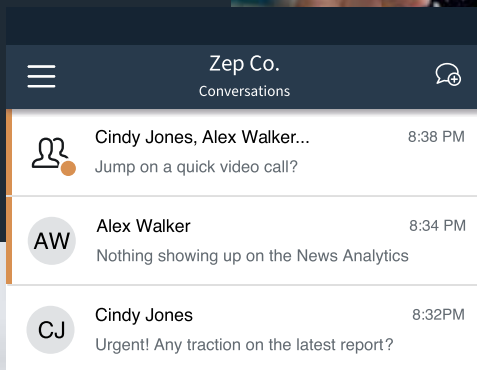 Zep Co.
Conversations
Cindy Jones, Alex Walker... 8:38 PM
Jump on a quick video call?
AW Alex Walker 8:34 PM
Nothing showing up on the News Analytics
CJ Cindy Jones 8:32PM
Urgent! Any traction on the latest report?